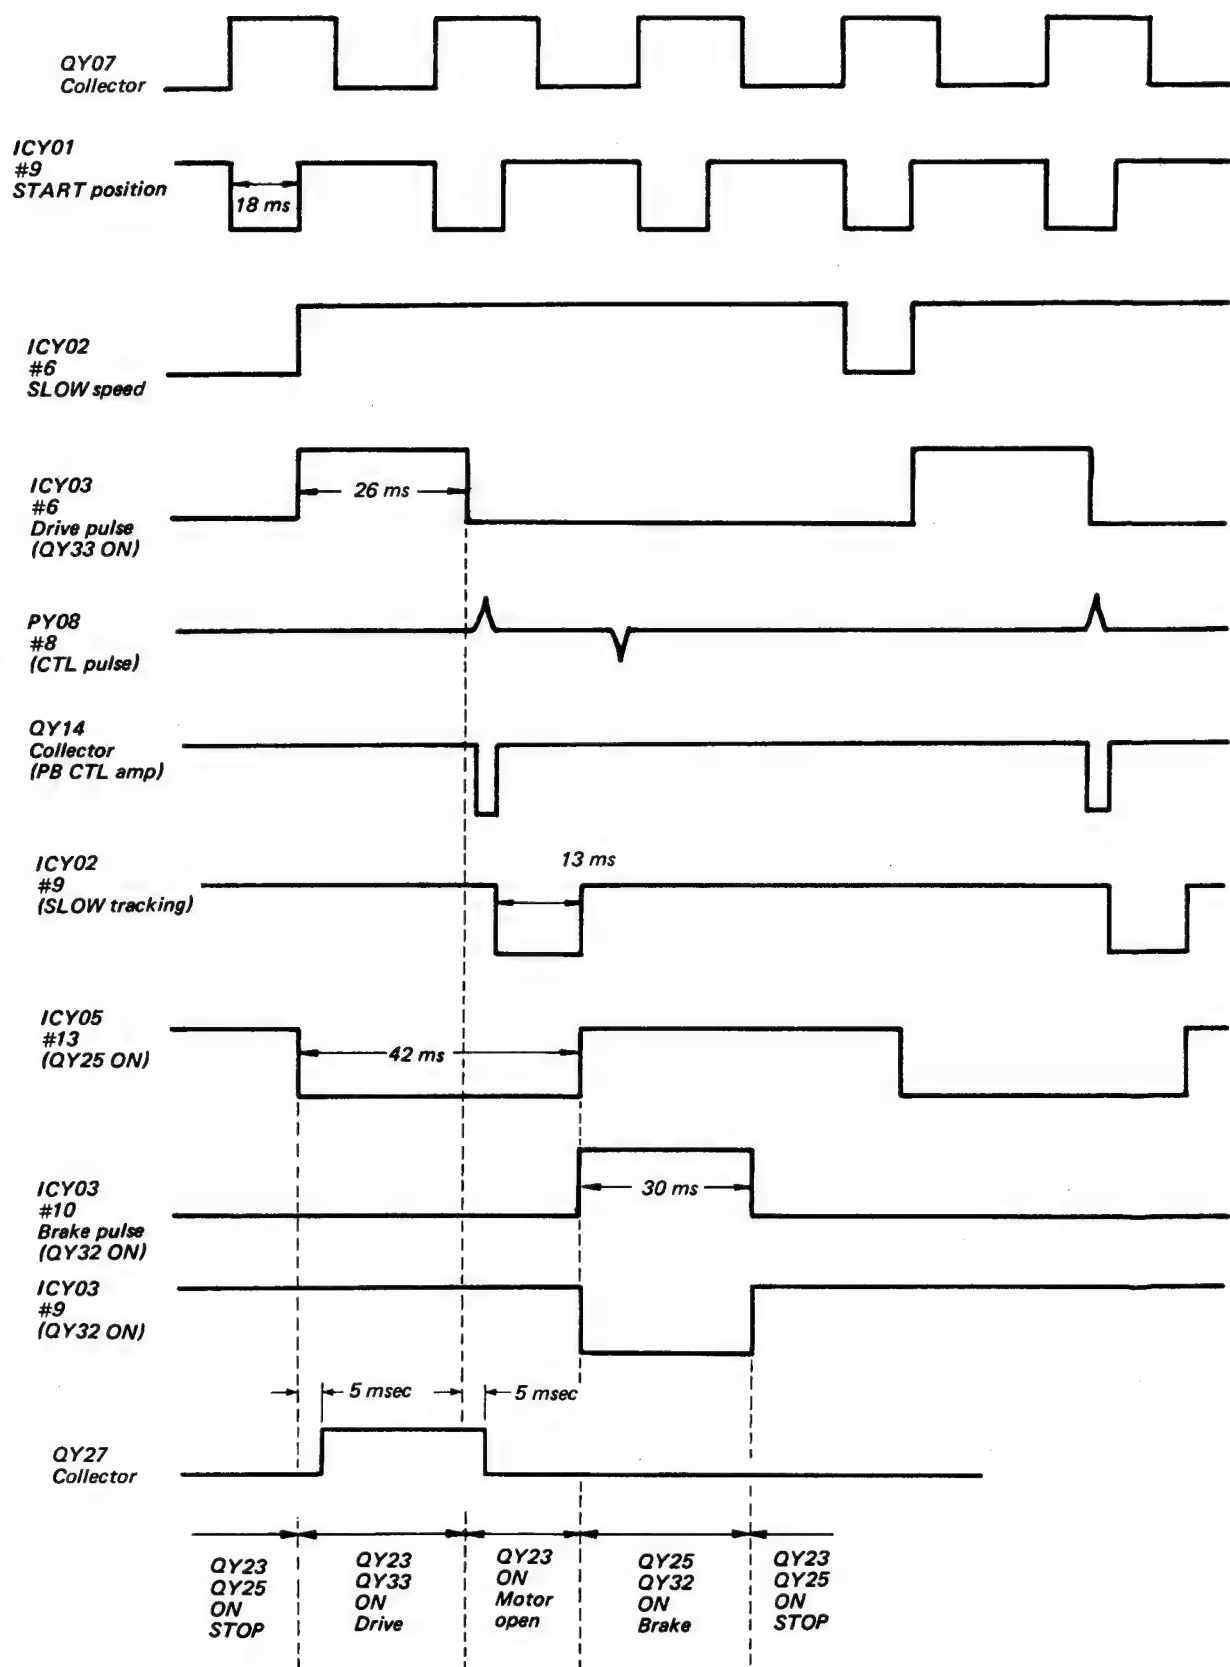 QY07
Collector
ICY01
#9
START position
18 ms
ICY02
#6
SLOW speed
ICY03
#6
Drive pulse
(QY33 ON)
26 ms
PY08
#8
(CTL pulse)
QY14
Collector
(PB CTL amp)
ICY02
#9
(SLOW tracking)
13 ms
ICY05
#13
(QY25 ON)
42 ms
ICY03
#10
Brake pulse
(QY32 ON)
30 ms
ICY03
#9
(QY32 ON)
5 msec
5 msec
QY27
Collector
QY23
QY25
ON
STOP
QY23
QY33
ON
Drive
QY23
ON
Motor
open
QY25
QY32
ON
Brake
QY23
QY25
ON
STOP